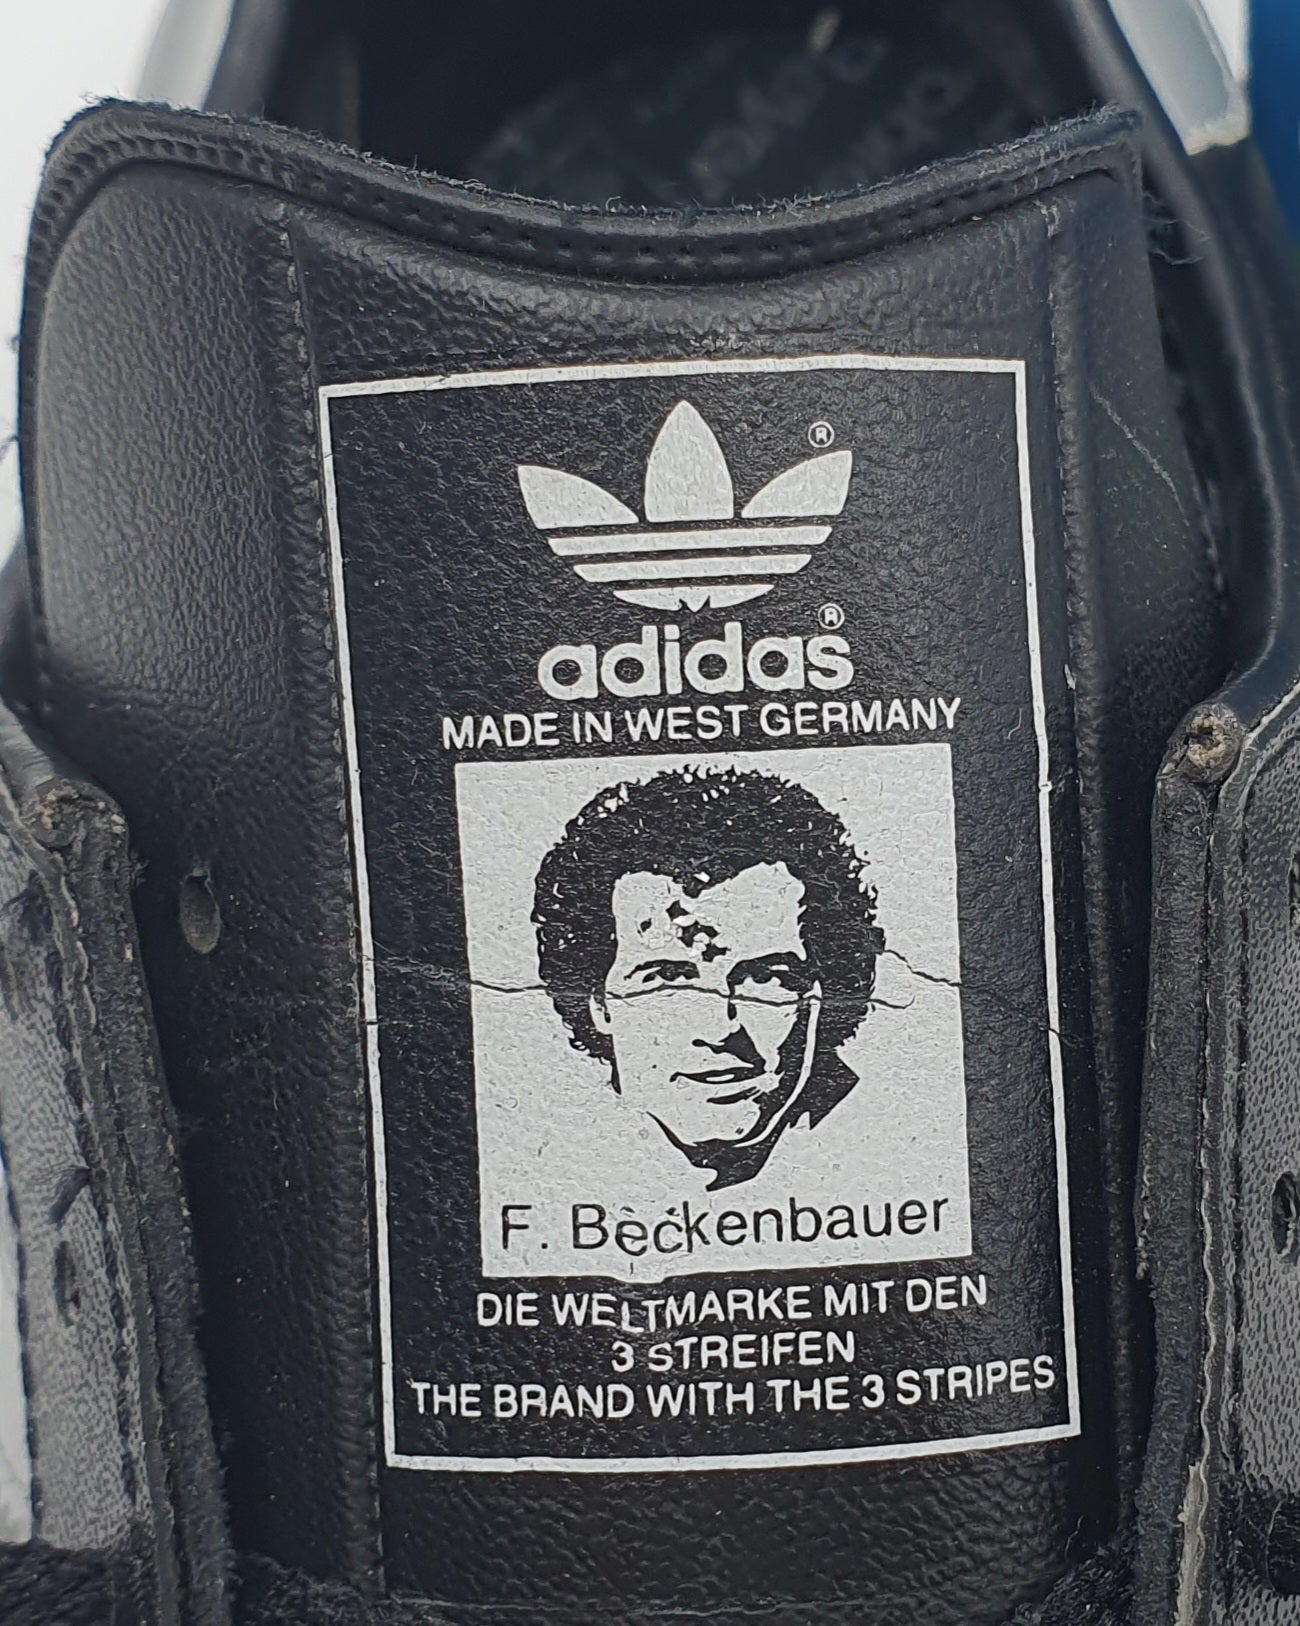 ®
adidas®
MADE IN WEST GERMANY
F. Beckenbauer
DIE WELTMARKE MIT DEN
3 STREIFEN
THE BRAND WITH THE 3 STRIPES